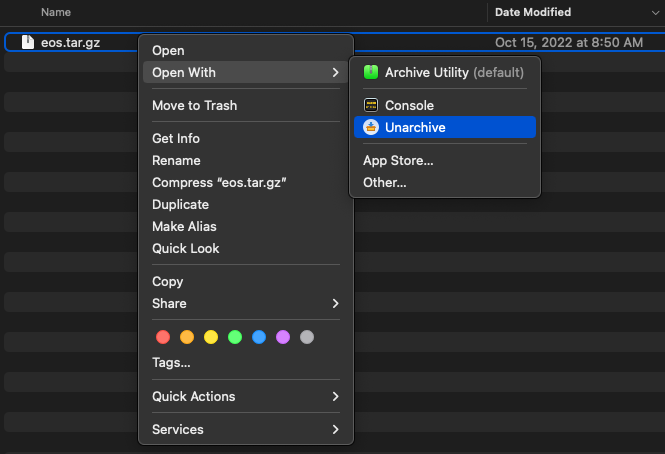 Name Date Modified
eos.tar.gz Oct 15, 2022 at 8:50 AM
Open
Open With
Archive Utility (default)
Console
Unarchive
App Store...
Other...
Move to Trash
Get Info
Rename
Compress “eos.tar.gz”
Duplicate
Make Alias
Quick Look
Copy
Share
Tags...
Quick Actions
Services